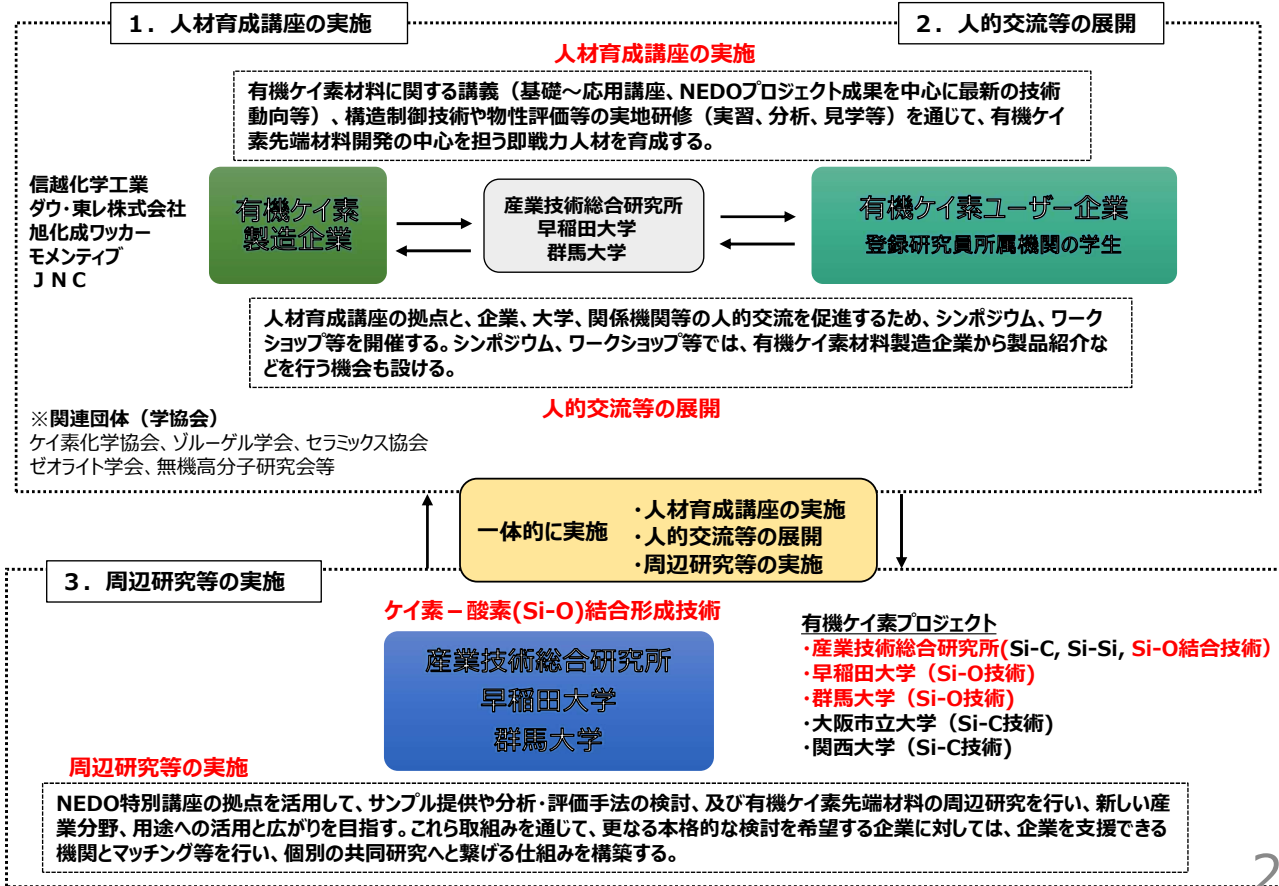 1．人材育成講座の実施
2．人的交流等の展開
人材育成講座の実施
有機ケイ素材料に関する講義（基礎～応用講座、NEDOプロジェクト成果を中心に最新の技術
動向等）、構造制御技術や物性評価等の実地研修（実習、分析、見学等）を通じて、有機ケイ
素先端材料開発の中心を担う即戦力人材を育成する。
信越化学工業
ダウ・東レ株式会社
旭化成ワッカー
モメンティブ
ＪＮＣ
有機ケイ素
製造企業
産業技術総合研究所
早稲田大学
群馬大学
有機ケイ素ユーザー企業
登録研究員所属機関の学生
人材育成講座の拠点と、企業、大学、関係機関等の人的交流を促進するため、シンポジウム、ワーク
ショップ等を開催する。シンポジウム、ワークショップ等では、有機ケイ素材料製造企業から製品紹介な
どを行う機会も設ける。
人的交流等の展開
※関連団体（学協会）
ケイ素化学協会、ゾルーゲル学会、セラミックス協会
ゼオライト学会、無機高分子研究会等
一体的に実施
・人材育成講座の実施
・人的交流等の展開
・周辺研究等の実施
3．周辺研究等の実施
ケイ素－酸素(Si-O)結合形成技術
産業技術総合研究所
早稲田大学
群馬大学
有機ケイ素プロジェクト
・産業技術総合研究所(Si-C, Si-Si, Si-O結合技術）
・早稲田大学（Si-O技術)
・群馬大学（Si-O技術)
・大阪市立大学（Si-C技術)
・関西大学（Si-C技術)
周辺研究等の実施
NEDO特別講座の拠点を活用して、サンプル提供や分析・評価手法の検討、及び有機ケイ素先端材料の周辺研究を行い、新しい産
業分野、用途への活用と広がりを目指す。これら取組みを通じて、更なる本格的な検討を希望する企業に対しては、企業を支援できる
機関とマッチング等を行い、個別の共同研究へと繋げる仕組みを構築する。
2